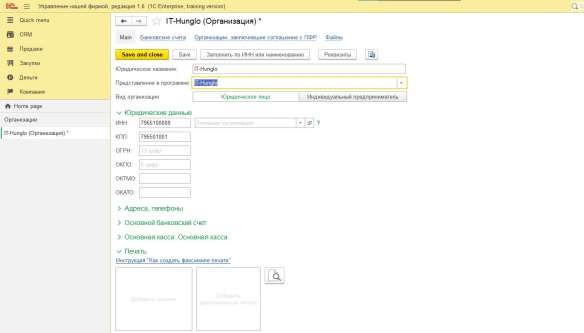 1С Управление нашей фирмой, редакция 1.6 (1C:Enterprise, training version)
Quick menu
CRM
Продажи
Закупки
Деньги
Компания
Home page
Организации
IT-Hunglo (Организация) *
IT-Hunglo (Организация) *
Main Банковские счета Организации, заключившие соглашение с ПФР Файлы
Save and close Save Заполнить по ИНН или наименованию Реквизиты
Юридическое название: IT-Hunglo
Представление в программе: IT-Hunglo
Вид организации: Юридическое лицо Индивидуальный предприниматель
Юридические данные
ИНН: 7965100009 Головная организация ?
КПП: 796501001
ОГРН: 13 цифр
ОКПО: 8 цифр
ОКТМО:
ОКАТО:
Адреса, телефоны
Основной банковский счет
Основная касса: Основная касса
Печать
Инструкция "Как создать факсимиле печати"
Добавить
Добавить